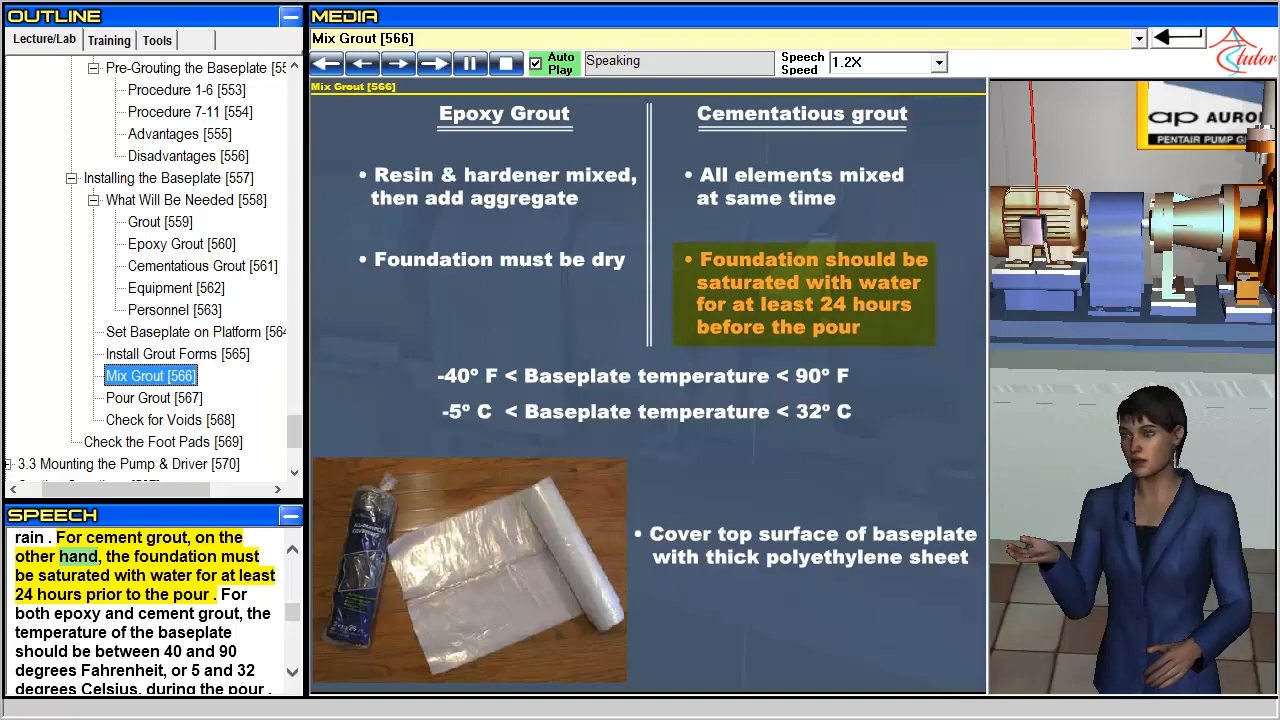 OUTLINE
Lecture/Lab
Training
Tools
Pre-Grouting the Baseplate [55
Procedure 1-6 [553]
Procedure 7-11 [554]
Advantages [555]
Disadvantages [556]
Installing the Baseplate [557]
What Will Be Needed [558]
Grout [559]
Epoxy Grout [560]
Cementatious Grout [561]
Equipment [562]
Personnel [563]
Set Baseplate on Platform [564
Install Grout Forms [565]
Mix Grout [566]
Pour Grout [567]
Check for Voids [568]
Check the Foot Pads [569]
3.3 Mounting the Pump & Driver [570]
SPEECH
rain . For cement grout, on the
other hand, the foundation must
be saturated with water for at least
24 hours prior to the pour . For
both epoxy and cement grout, the
temperature of the baseplate
should be between 40 and 90
degrees Fahrenheit, or 5 and 32
degrees Celsius, during the pour .
MEDIA
Mix Grout [566]
Auto
Play
Speaking
Speech
Speed
1.2X
tutor
Mix Grout [566]
Epoxy Grout
• Resin & hardener mixed,
then add aggregate
• Foundation must be dry
Cementatious grout
• All elements mixed
at same time
• Foundation should be
saturated with water
for at least 24 hours
before the pour
-40º F < Baseplate temperature < 90º F
-5º C < Baseplate temperature < 32º C
• Cover top surface of baseplate
with thick polyethylene sheet
ap AURO
PENTAIR PUMP G